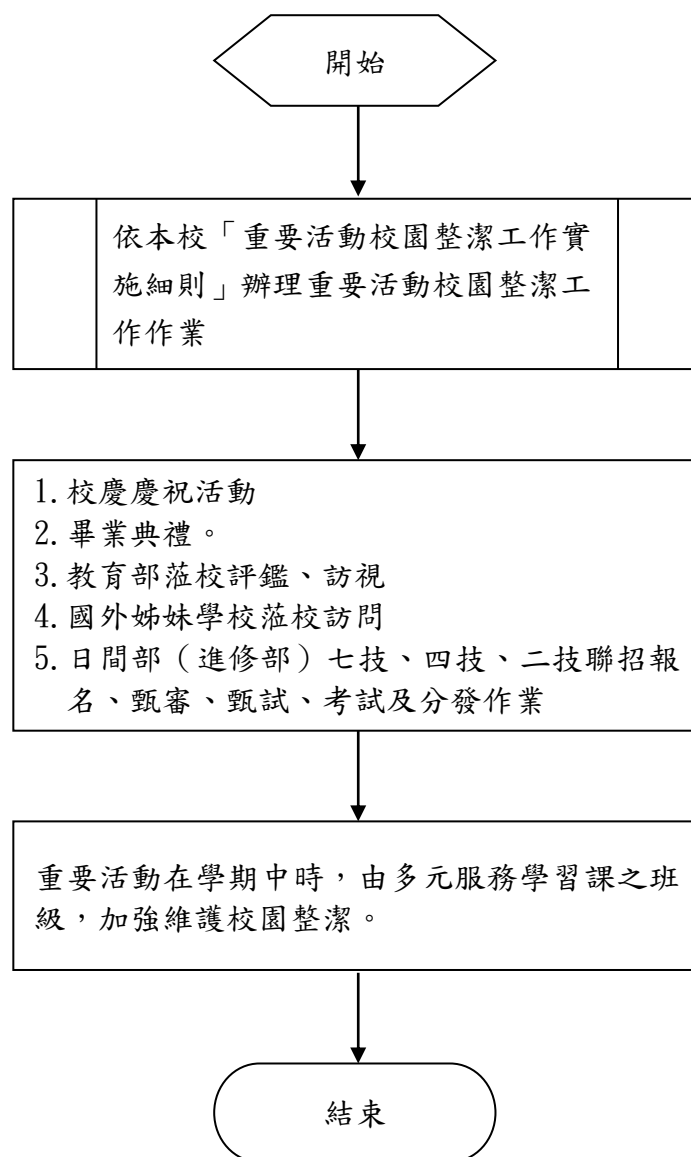 開始
依本校「重要活動校園整潔工作實
施細則」辦理重要活動校園整潔工
作作業
1.校慶慶祝活動
2.畢業典禮。
3.教育部蒞校評鑑、訪視
4.國外姊妹學校蒞校訪問
5.日間部（進修部）七技、四技、二技聯招報
名、甄審、甄試、考試及分發作業
重要活動在學期中時，由多元服務學習課之班
級，加強維護校園整潔。
結束